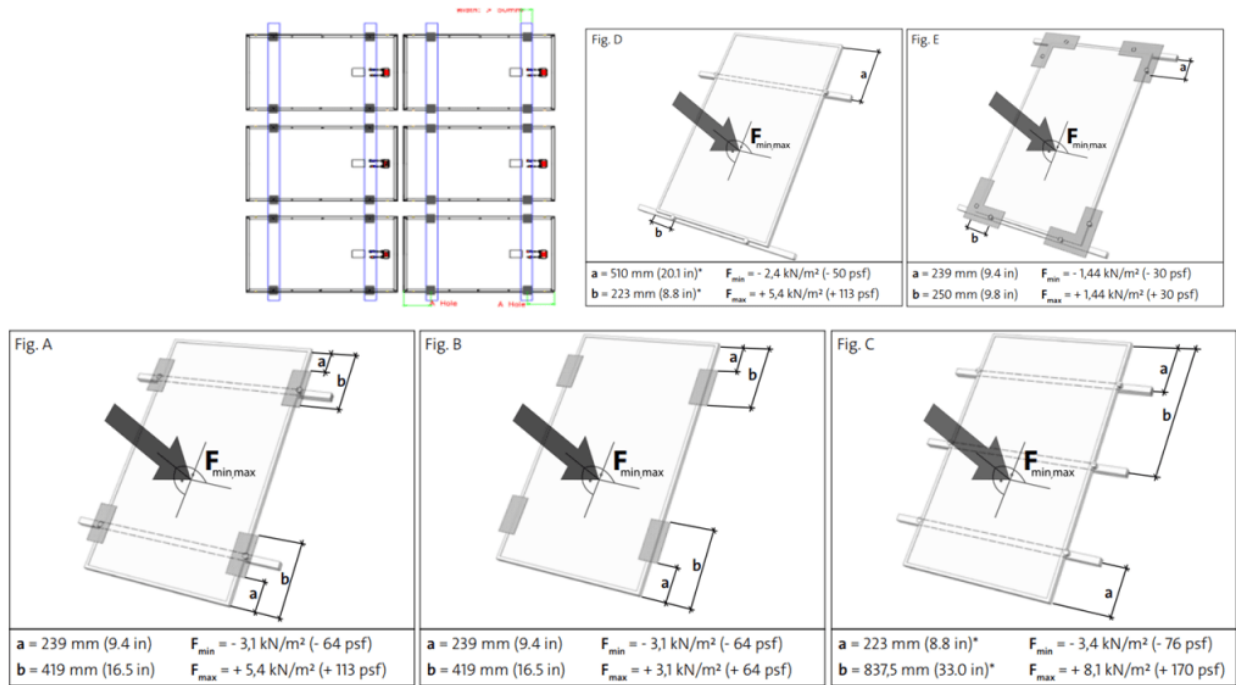 A Hole
A Hole
Fig. D
a
F min,max
b
a = 510 mm (20.1 in)* F min = - 2,4 kN/m² (- 50 psf)
b = 223 mm (8.8 in)* F max = + 5,4 kN/m² (+ 113 psf)
Fig. E
a
F min,max
b
a = 239 mm (9.4 in) F min = - 1,44 kN/m² (- 30 psf)
b = 250 mm (9.8 in) F max = + 1,44 kN/m² (+ 30 psf)
Fig. A
a
b
F min,max
b
a
a = 239 mm (9.4 in) F min = - 3,1 kN/m² (- 64 psf)
b = 419 mm (16.5 in) F max = + 5,4 kN/m² (+ 113 psf)
Fig. B
a
b
F min,max
b
a
a = 239 mm (9.4 in) F min = - 3,1 kN/m² (- 64 psf)
b = 419 mm (16.5 in) F max = + 3,1 kN/m² (+ 64 psf)
Fig. C
a
b
F min,max
a
a = 223 mm (8.8 in)* F min = - 3,4 kN/m² (- 76 psf)
b = 837,5 mm (33.0 in)* F max = + 8,1 kN/m² (+ 170 psf)